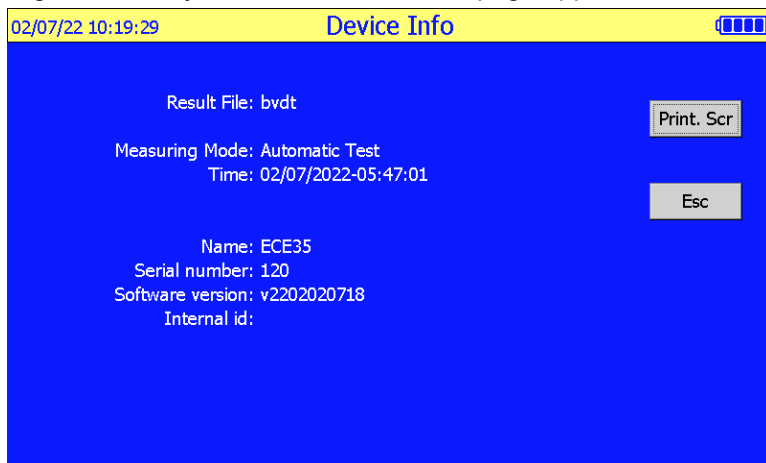 02/07/22 10:19:29 Device Info
Result File: bvdt
Print. Scr
Measuring Mode: Automatic Test
Time: 02/07/2022-05:47:01
Esc
Name: ECE35
Serial number: 120
Software version: v2202020718
Internal id: